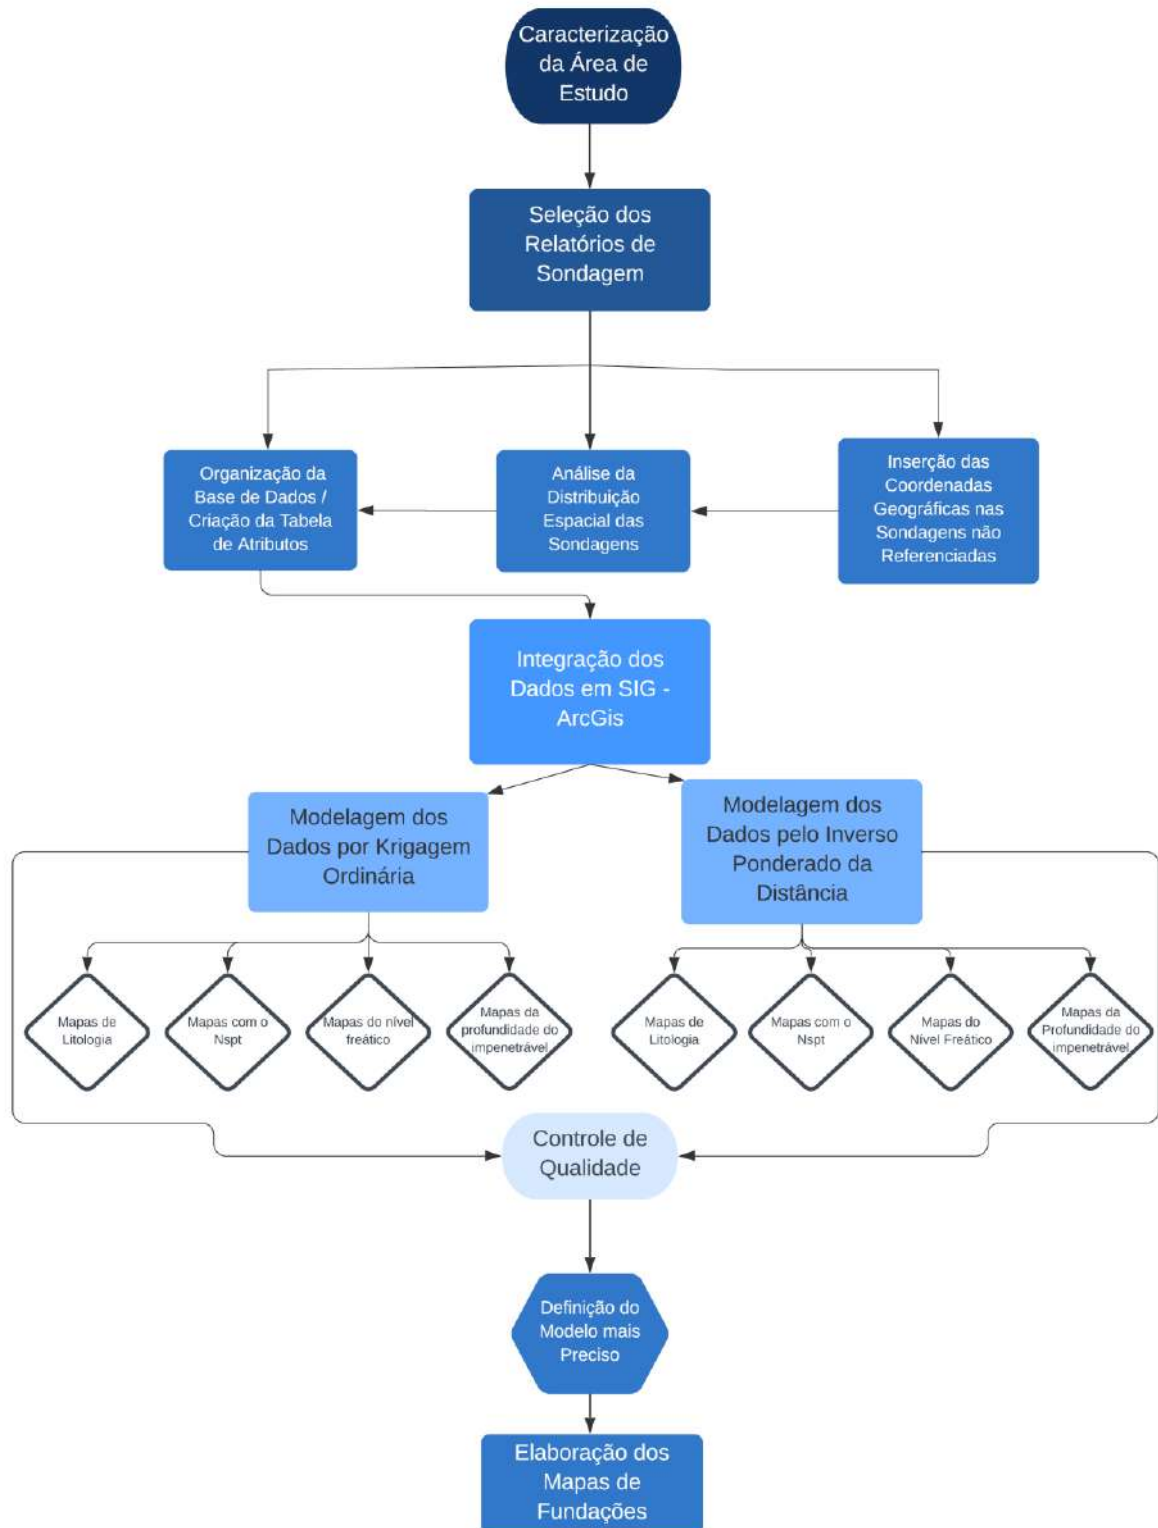 Caracterização
da Área de
Estudo
Seleção dos
Relatórios de
Sondagem
Organização da
Base de Dados /
Criação da Tabela
de Atributos
Análise da
Distribuição
Espacial das
Sondagens
Inserção das
Coordenadas
Geográficas nas
Sondagens não
Referenciadas
Integração dos
Dados em SIG -
ArcGis
Modelagem dos
Dados por Krigagem
Ordinária
Modelagem dos
Dados pelo Inverso
Ponderado da
Distância
Mapas de
Litologia
Mapas com o
Nspt
Mapas do nível
freático
Mapas da
profundidade do
impenetrável
Mapas de
Litologia
Mapas com o
Nspt
Mapas do
Nível Freático
Mapas da
Profundidade do
impenetrável
Controle de
Qualidade
Definição do
Modelo mais
Preciso
Elaboração dos
Mapas de
Fundações